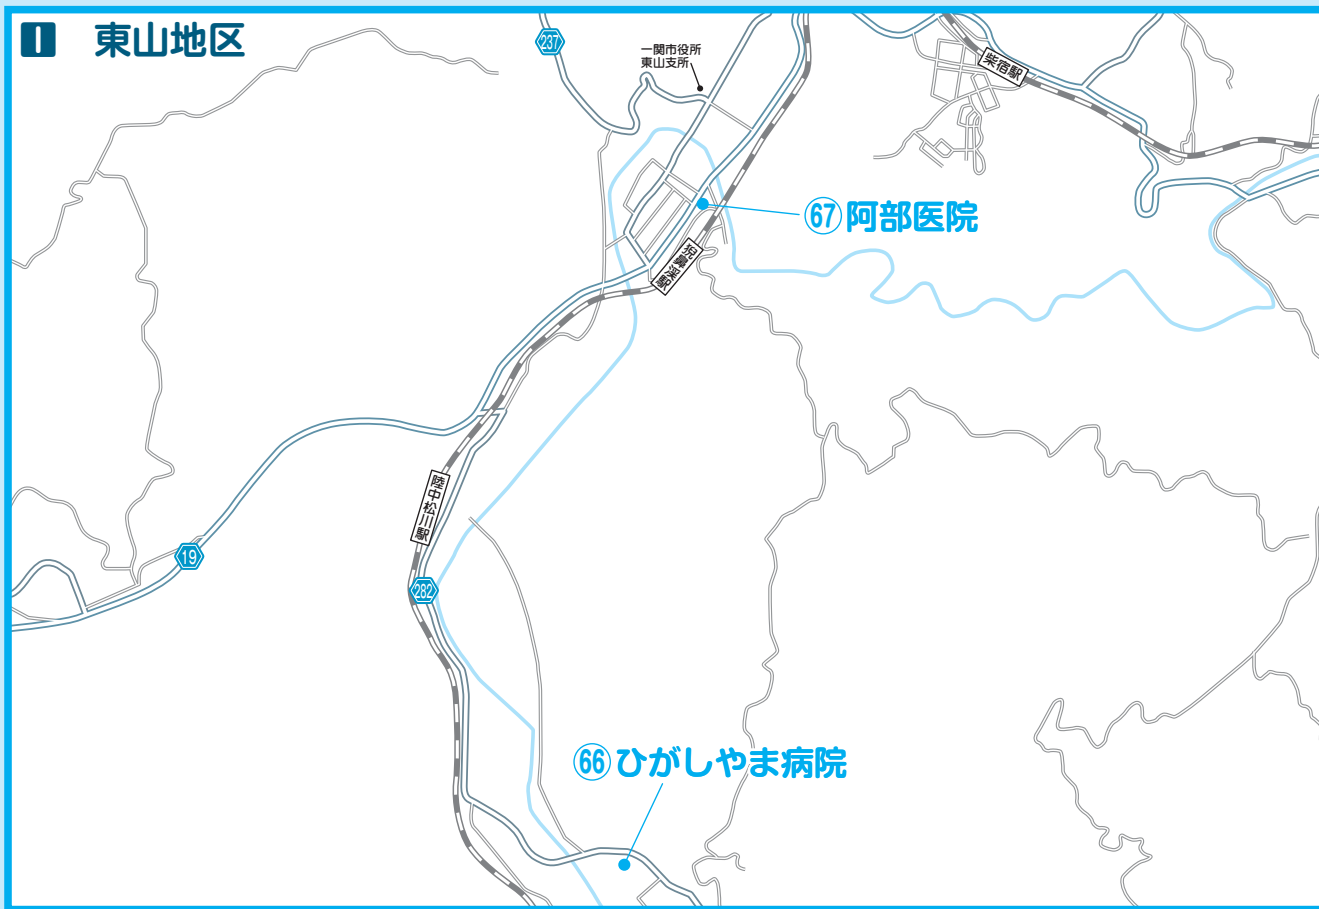 I 東山地区
237
一関市役所
東山支所
柴宿駅
67 阿部医院
猊鼻渓駅
陸中松川駅
19
282
66 ひがしやま病院